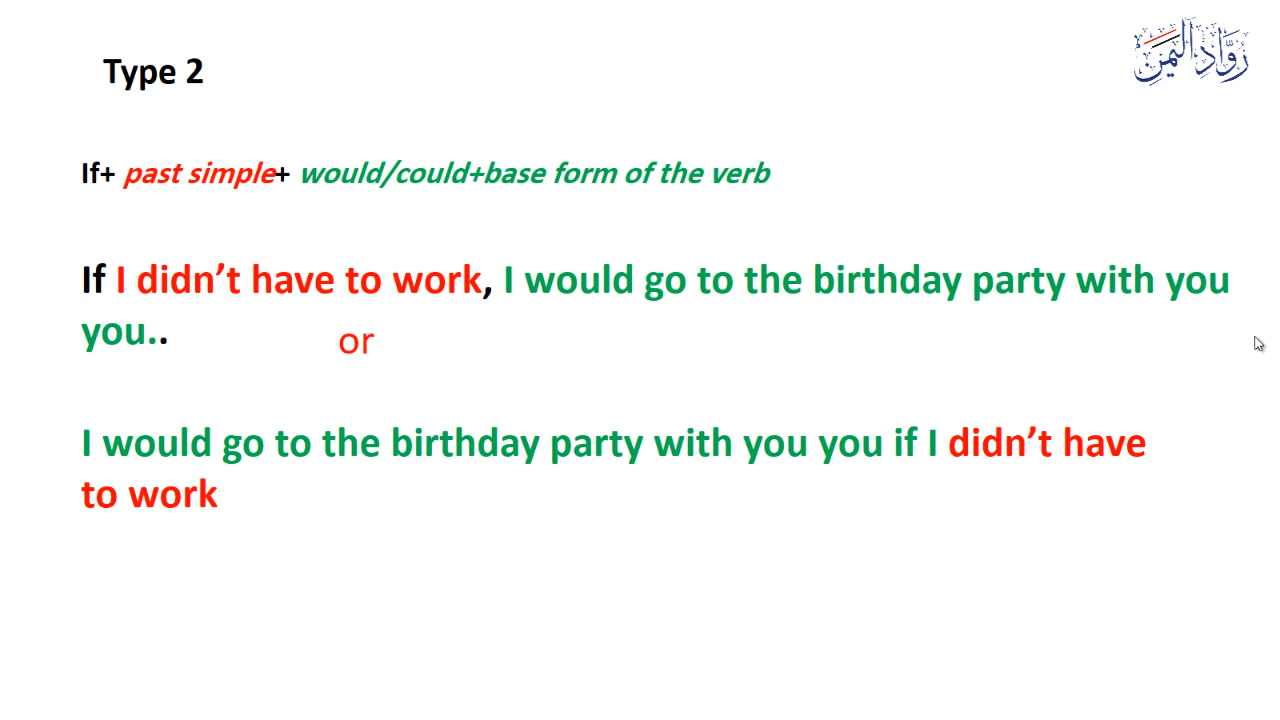 رُوَّادُ الْيَمَنِ
Type 2
If+ past simple+ would/could+base form of the verb
If I didn’t have to work, I would go to the birthday party with you
you..
or
I would go to the birthday party with you you if I didn’t have
to work